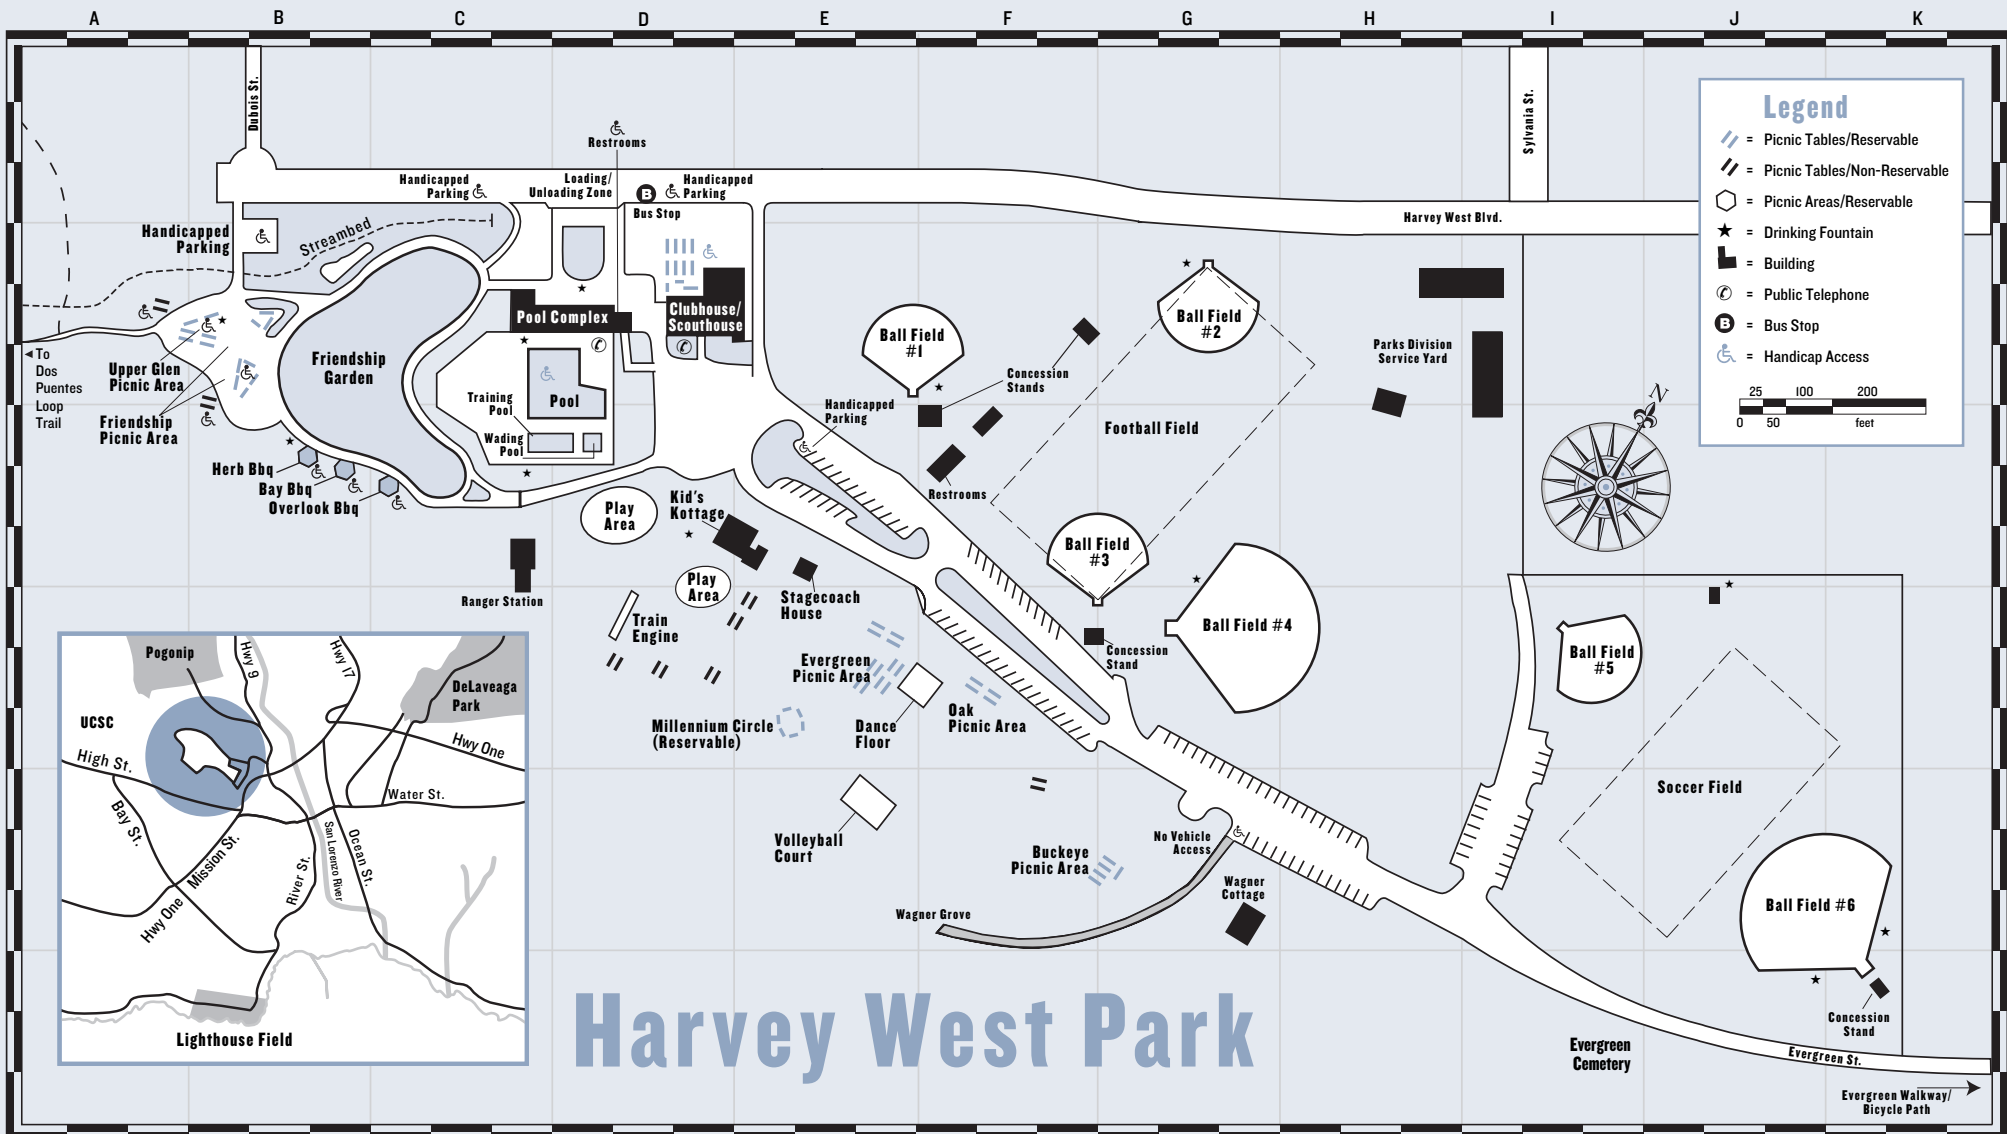 A B C D E F G H I J K
Dubois St.
Sylvania St.
Legend
= Picnic Tables/Reservable
= Picnic Tables/Non-Reservable
= Picnic Areas/Reservable
= Drinking Fountain
= Building
= Public Telephone
B = Bus Stop
= Handicap Access
25 100 200
0 50 feet
Restrooms
Handicapped
Parking
Loading/
Unloading Zone
B
Handicapped
Parking
Bus Stop
Harvey West Blvd.
Handicapped
Parking
Streambed
Pool Complex
Clubhouse/
Scouthouse
Ball Field
#1
Ball Field
#2
Parks Division
Service Yard
To
Dos
Puentes
Loop
Trail
Upper Glen
Picnic Area
Friendship
Picnic Area
Friendship
Garden
Training
Pool
Pool
Wading
Pool
Concession
Stands
Handicapped
Parking
Football Field
N
Herb Bbq
Bay Bbq
Overlook Bbq
Restrooms
Play
Area
Kid's
Kottage
Ball Field
#3
Ranger Station
Play
Area
Stagecoach
House
Train
Engine
Ball Field #4
Concession
Stand
Ball Field
#5
Evergreen
Picnic Area
Millennium Circle
(Reservable)
Dance
Floor
Oak
Picnic Area
Soccer Field
Volleyball
Court
No Vehicle
Access
Buckeye
Picnic Area
Wagner
Cottage
Wagner Grove
Ball Field #6
Concession
Stand
Evergreen
Cemetery
Evergreen St.
Evergreen Walkway/
Bicycle Path
Pogonip
Hwy 9
Hwy 17
DeLaveaga
Park
UCSC
High St.
Hwy One
Water St.
Bay St.
Mission St.
San Lorenzo River
Ocean St.
River St.
Hwy One
Lighthouse Field
Harvey West Park